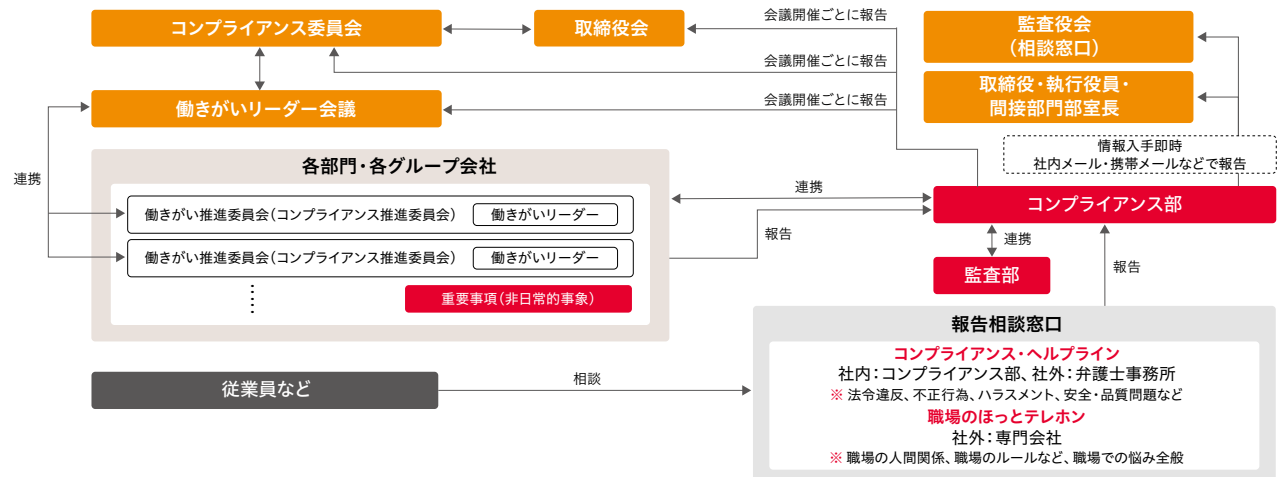 コンプライアンス委員会
取締役会
会議開催ごとに報告
監査役会
(相談窓口)
会議開催ごとに報告
取締役・執行役員・
間接部門部室長
働きがいリーダー会議
会議開催ごとに報告
情報入手即時
社内メール・携帯メールなどで報告
各部門・各グループ会社
連携
連携
コンプライアンス部
働きがい推進委員会(コンプライアンス推進委員会)
働きがいリーダー
報告
連携
働きがい推進委員会(コンプライアンス推進委員会)
働きがいリーダー
監査部
報告
重要事項(非日常的事象)
報告相談窓口
コンプライアンス・ヘルプライン
社内:コンプライアンス部、社外:弁護士事務所
※ 法令違反、不正行為、ハラスメント、安全・品質問題など
職場のほっとテレホン
社外:専門会社
※ 職場の人間関係、職場のルールなど、職場での悩み全般
従業員など
相談